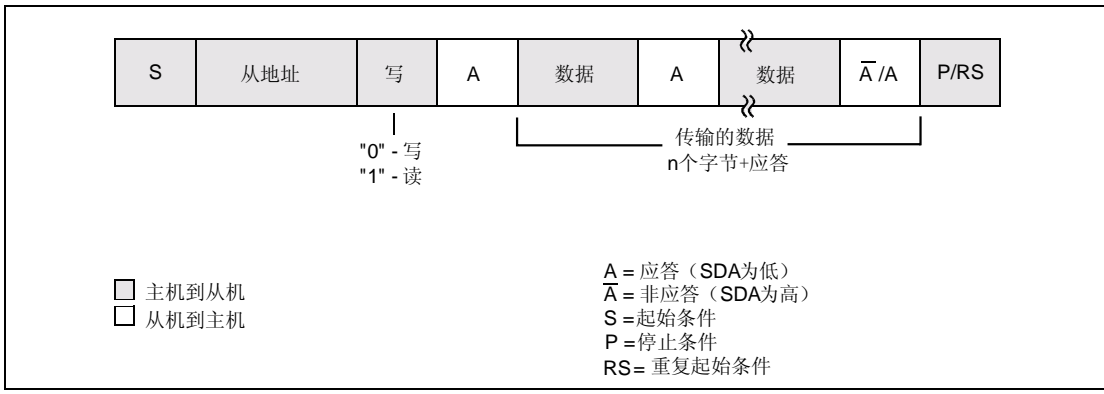 S 从地址 写 A 数据 A 数据 A̅/A P/RS
"0" - 写
"1" - 读
传输的数据
n个字节+应答
主机到从机
从机到主机
A = 应答（SDA为低）
A̅ = 非应答（SDA为高）
S =起始条件
P =停止条件
RS= 重复起始条件